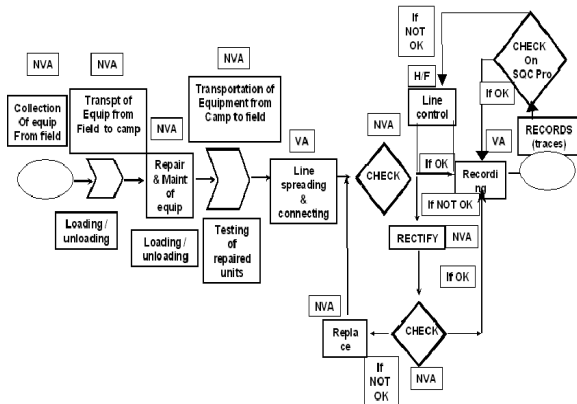 NVA
Collection
Of equip
From field
NVA
Transpt of
Equip from
Field to camp
Loading /
unloading
NVA
Repair
& Maint
of
equip
Loading /
unloading
NVA
Transportation of
Equipment from
Camp to field
Testing
of
repaired
units
VA
Line
spreading
&
connecting
NVA
CHECK
If
NOT
OK
H/F
Line
control
If OK
If NOT OK
RECTIFY
NVA
If OK
CHECK
NVA
NVA
Repla
ce
If
NOT
OK
VA
Recordi
ng
If OK
CHECK
On
SQC Pro
RECORDS
(traces)